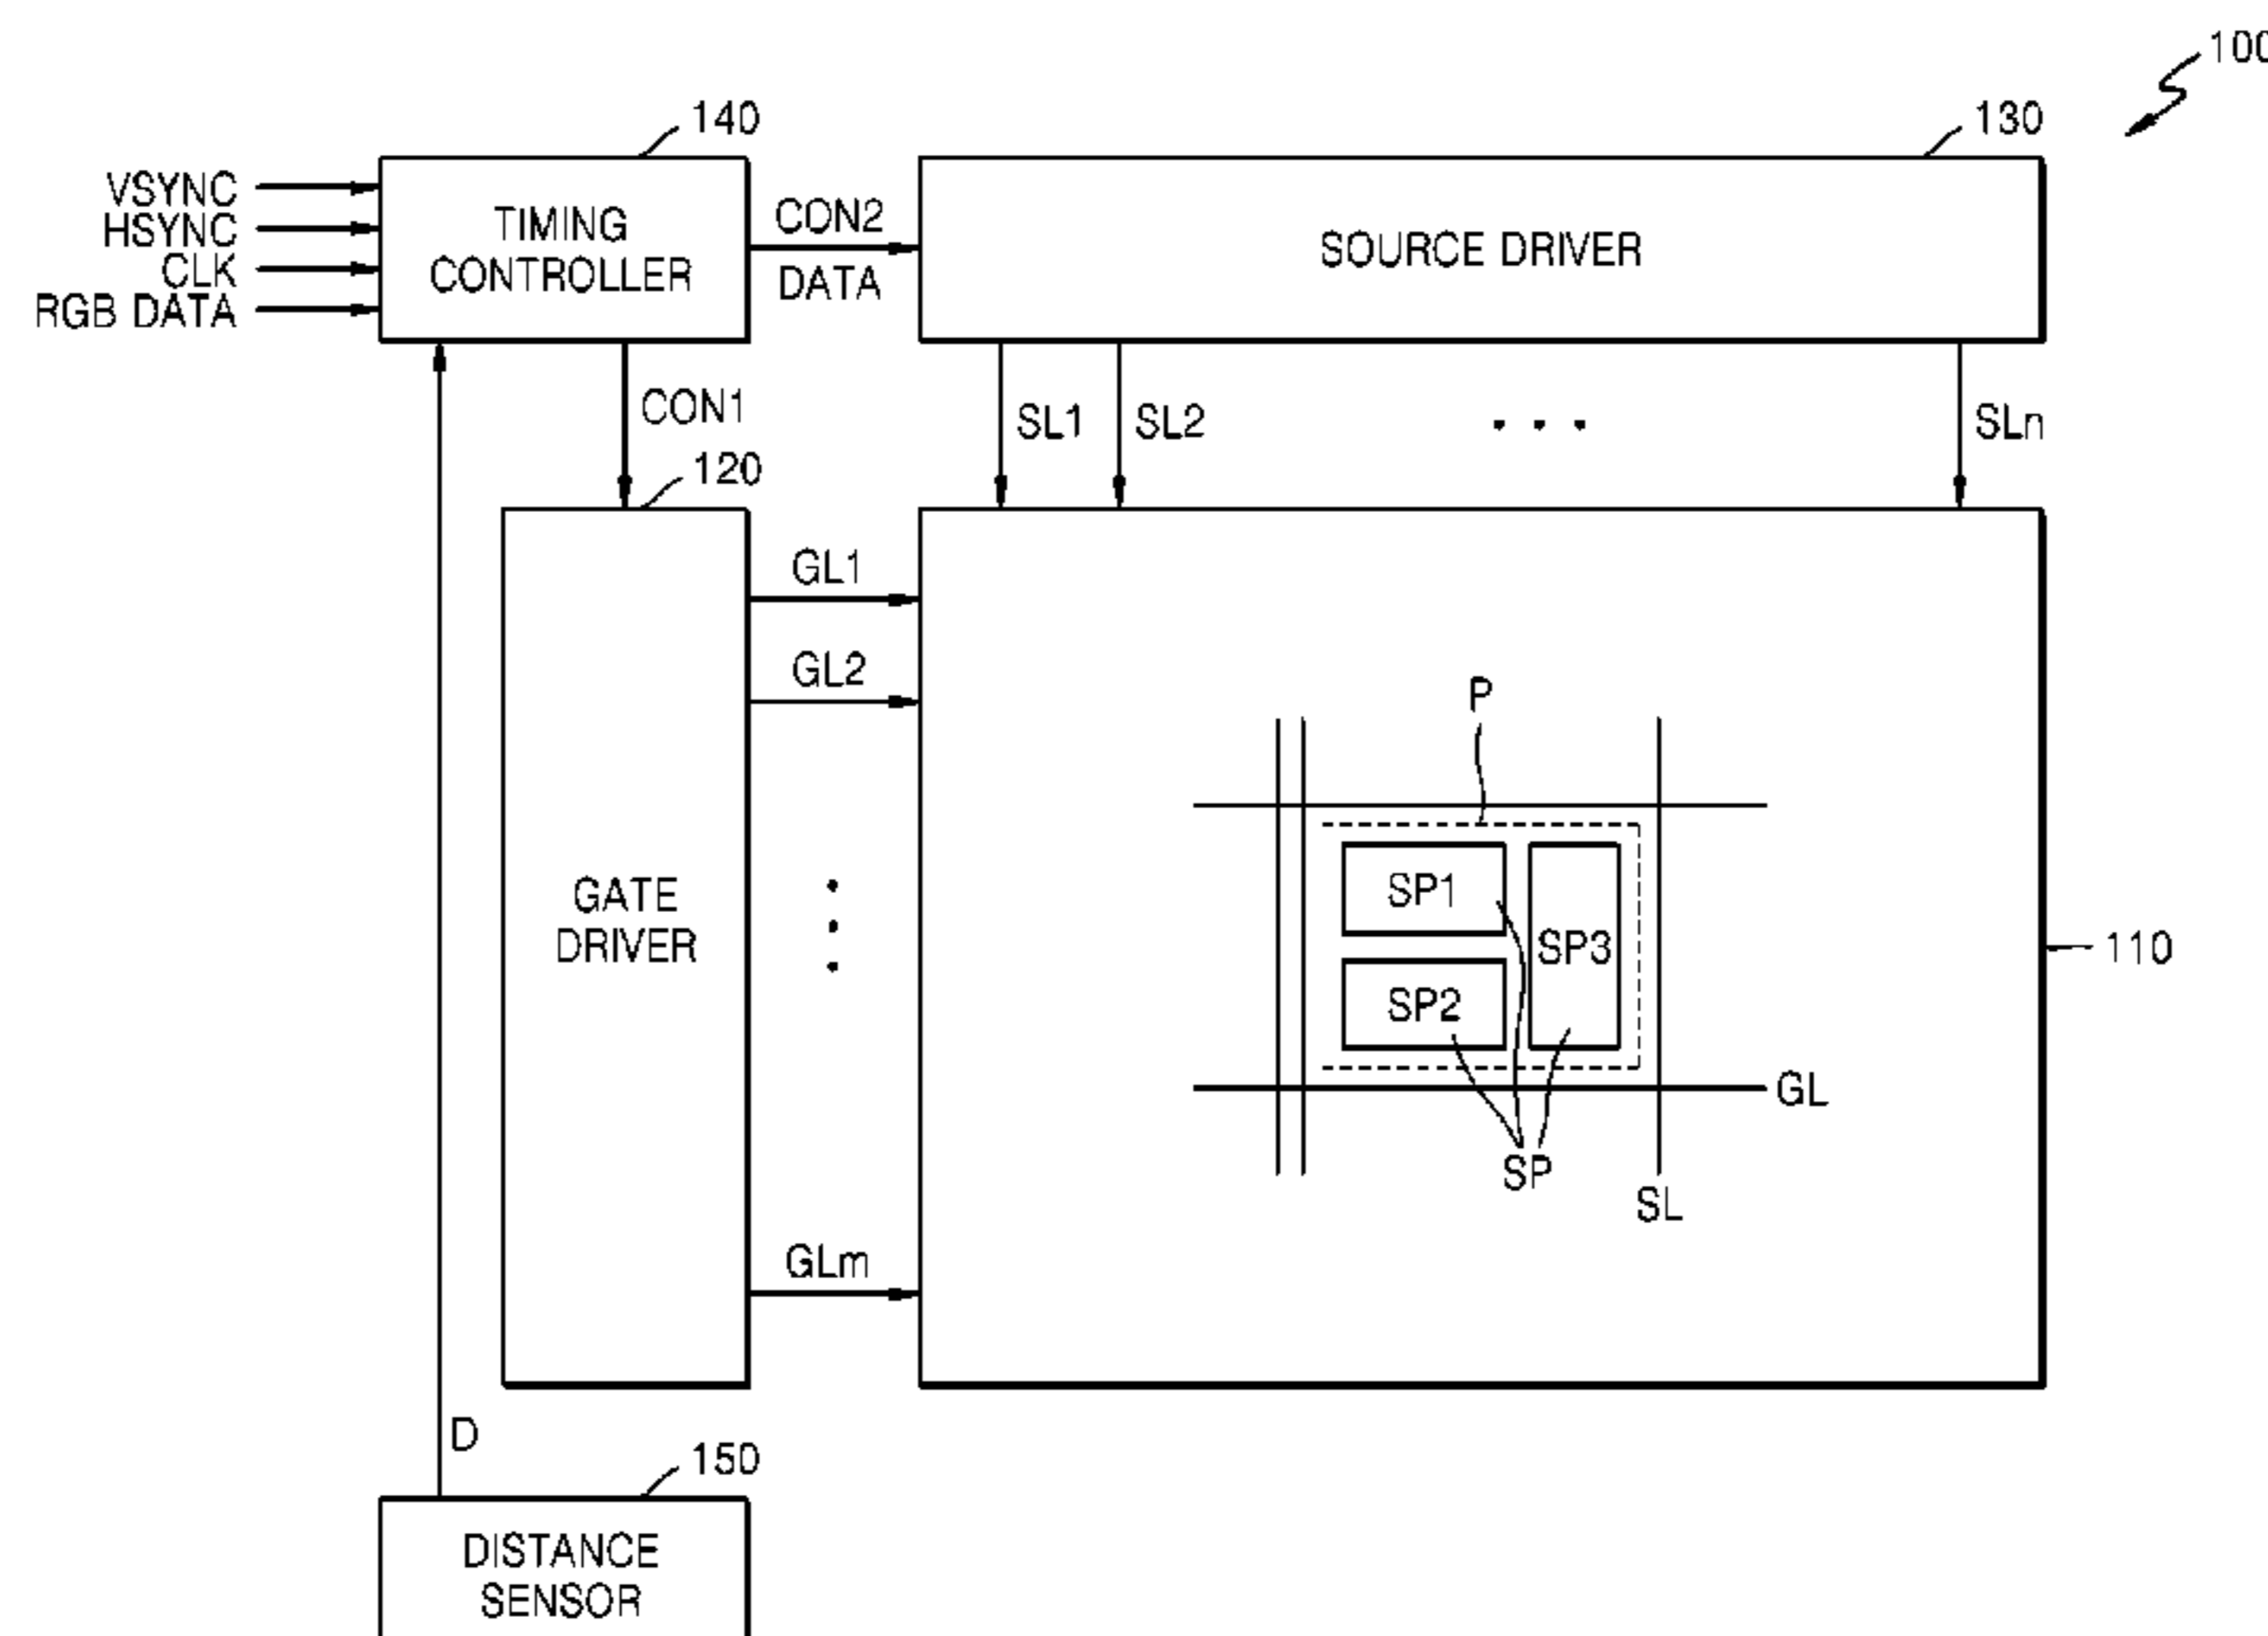 100
140
130
VSYNC
HSYNC
CLK
RGB DATA
TIMING
CONTROLLER
CON2
DATA
SOURCE DRIVER
CON1
SL1
SL2
. . .
SLn
120
GL1
GL2
P
GATE
DRIVER
SP1
SP3
SP2
110
GL
SP
SL
GLm
D
150
DISTANCE
SENSOR